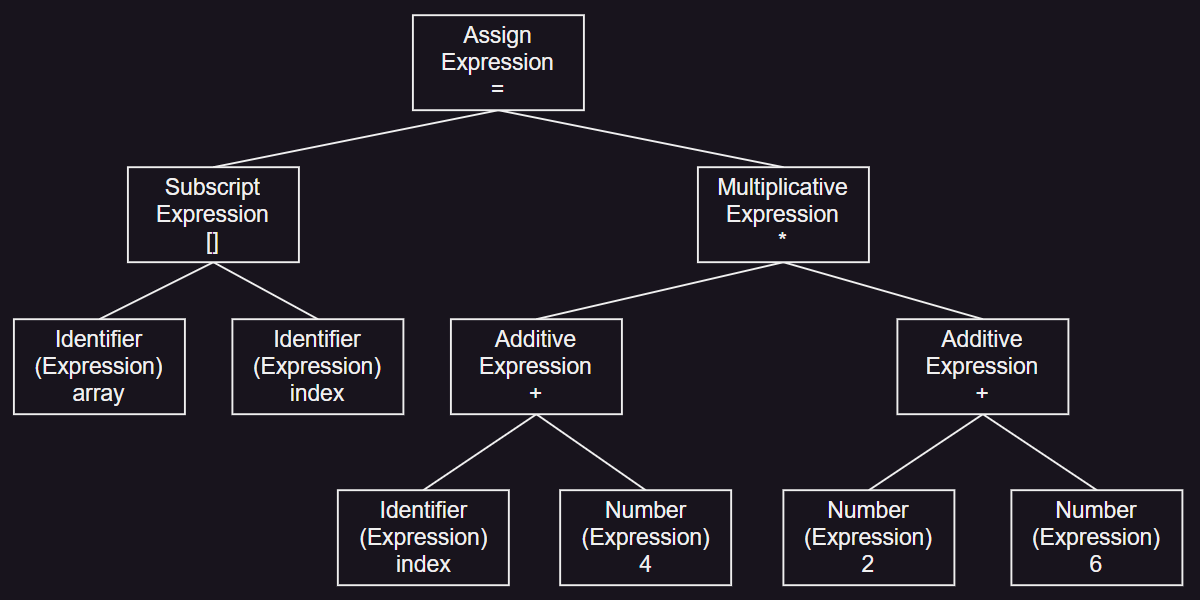 Assign
Expression
=
Subscript
Expression
[]
Multiplicative
Expression
*
Identifier
(Expression)
array
Identifier
(Expression)
index
Additive
Expression
+
Additive
Expression
+
Identifier
(Expression)
index
Number
(Expression)
4
Number
(Expression)
2
Number
(Expression)
6